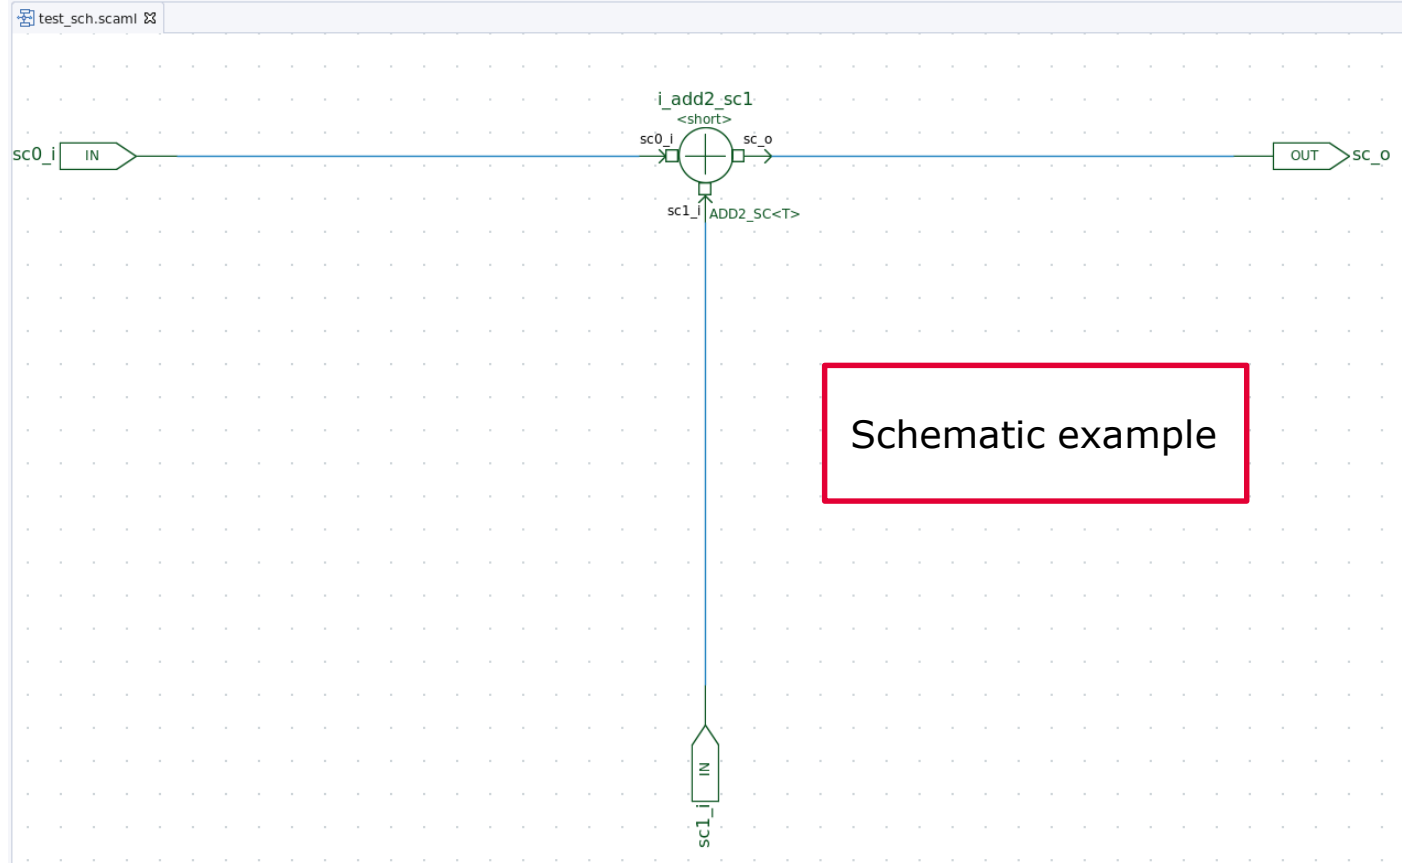 test_sch.scaml
i_add2_sc1
<short>
sc0_i
sc_o
sc0_i
IN
OUT
sc_o
sc1_i
ADD2_SC<T>
Schematic example
IN
sc1_i